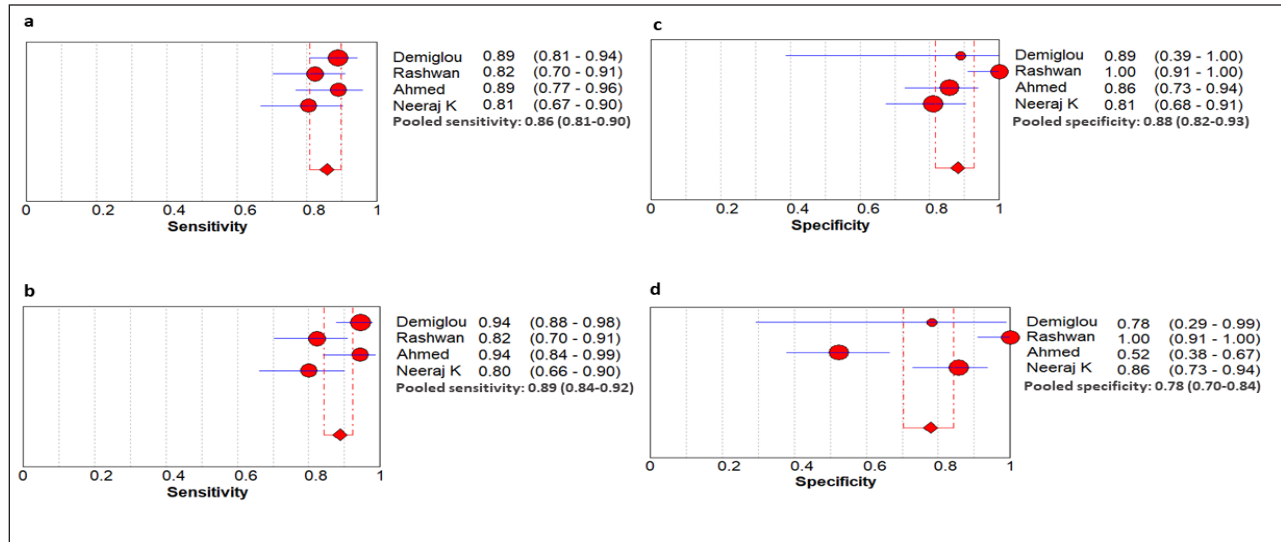 a
Demiglou 0.89 (0.81 - 0.94)
Rashwan 0.82 (0.70 - 0.91)
Ahmed 0.89 (0.77 - 0.96)
Neeraj K 0.81 (0.67 - 0.90)
Pooled sensitivity: 0.86 (0.81-0.90)
0 0.2 0.4 0.6 0.8 1
Sensitivity
c
Demiglou 0.89 (0.39 - 1.00)
Rashwan 1.00 (0.91 - 1.00)
Ahmed 0.86 (0.73 - 0.94)
Neeraj K 0.81 (0.68 - 0.91)
Pooled specificity: 0.88 (0.82-0.93)
0 0.2 0.4 0.6 0.8 1
Specificity
b
Demiglou 0.94 (0.88 - 0.98)
Rashwan 0.82 (0.70 - 0.91)
Ahmed 0.94 (0.84 - 0.99)
Neeraj K 0.80 (0.66 - 0.90)
Pooled sensitivity: 0.89 (0.84-0.92)
0 0.2 0.4 0.6 0.8 1
Sensitivity
d
Demiglou 0.78 (0.29 - 0.99)
Rashwan 1.00 (0.91 - 1.00)
Ahmed 0.52 (0.38 - 0.67)
Neeraj K 0.86 (0.73 - 0.94)
Pooled specificity: 0.78 (0.70-0.84)
0 0.2 0.4 0.6 0.8 1
Specificity